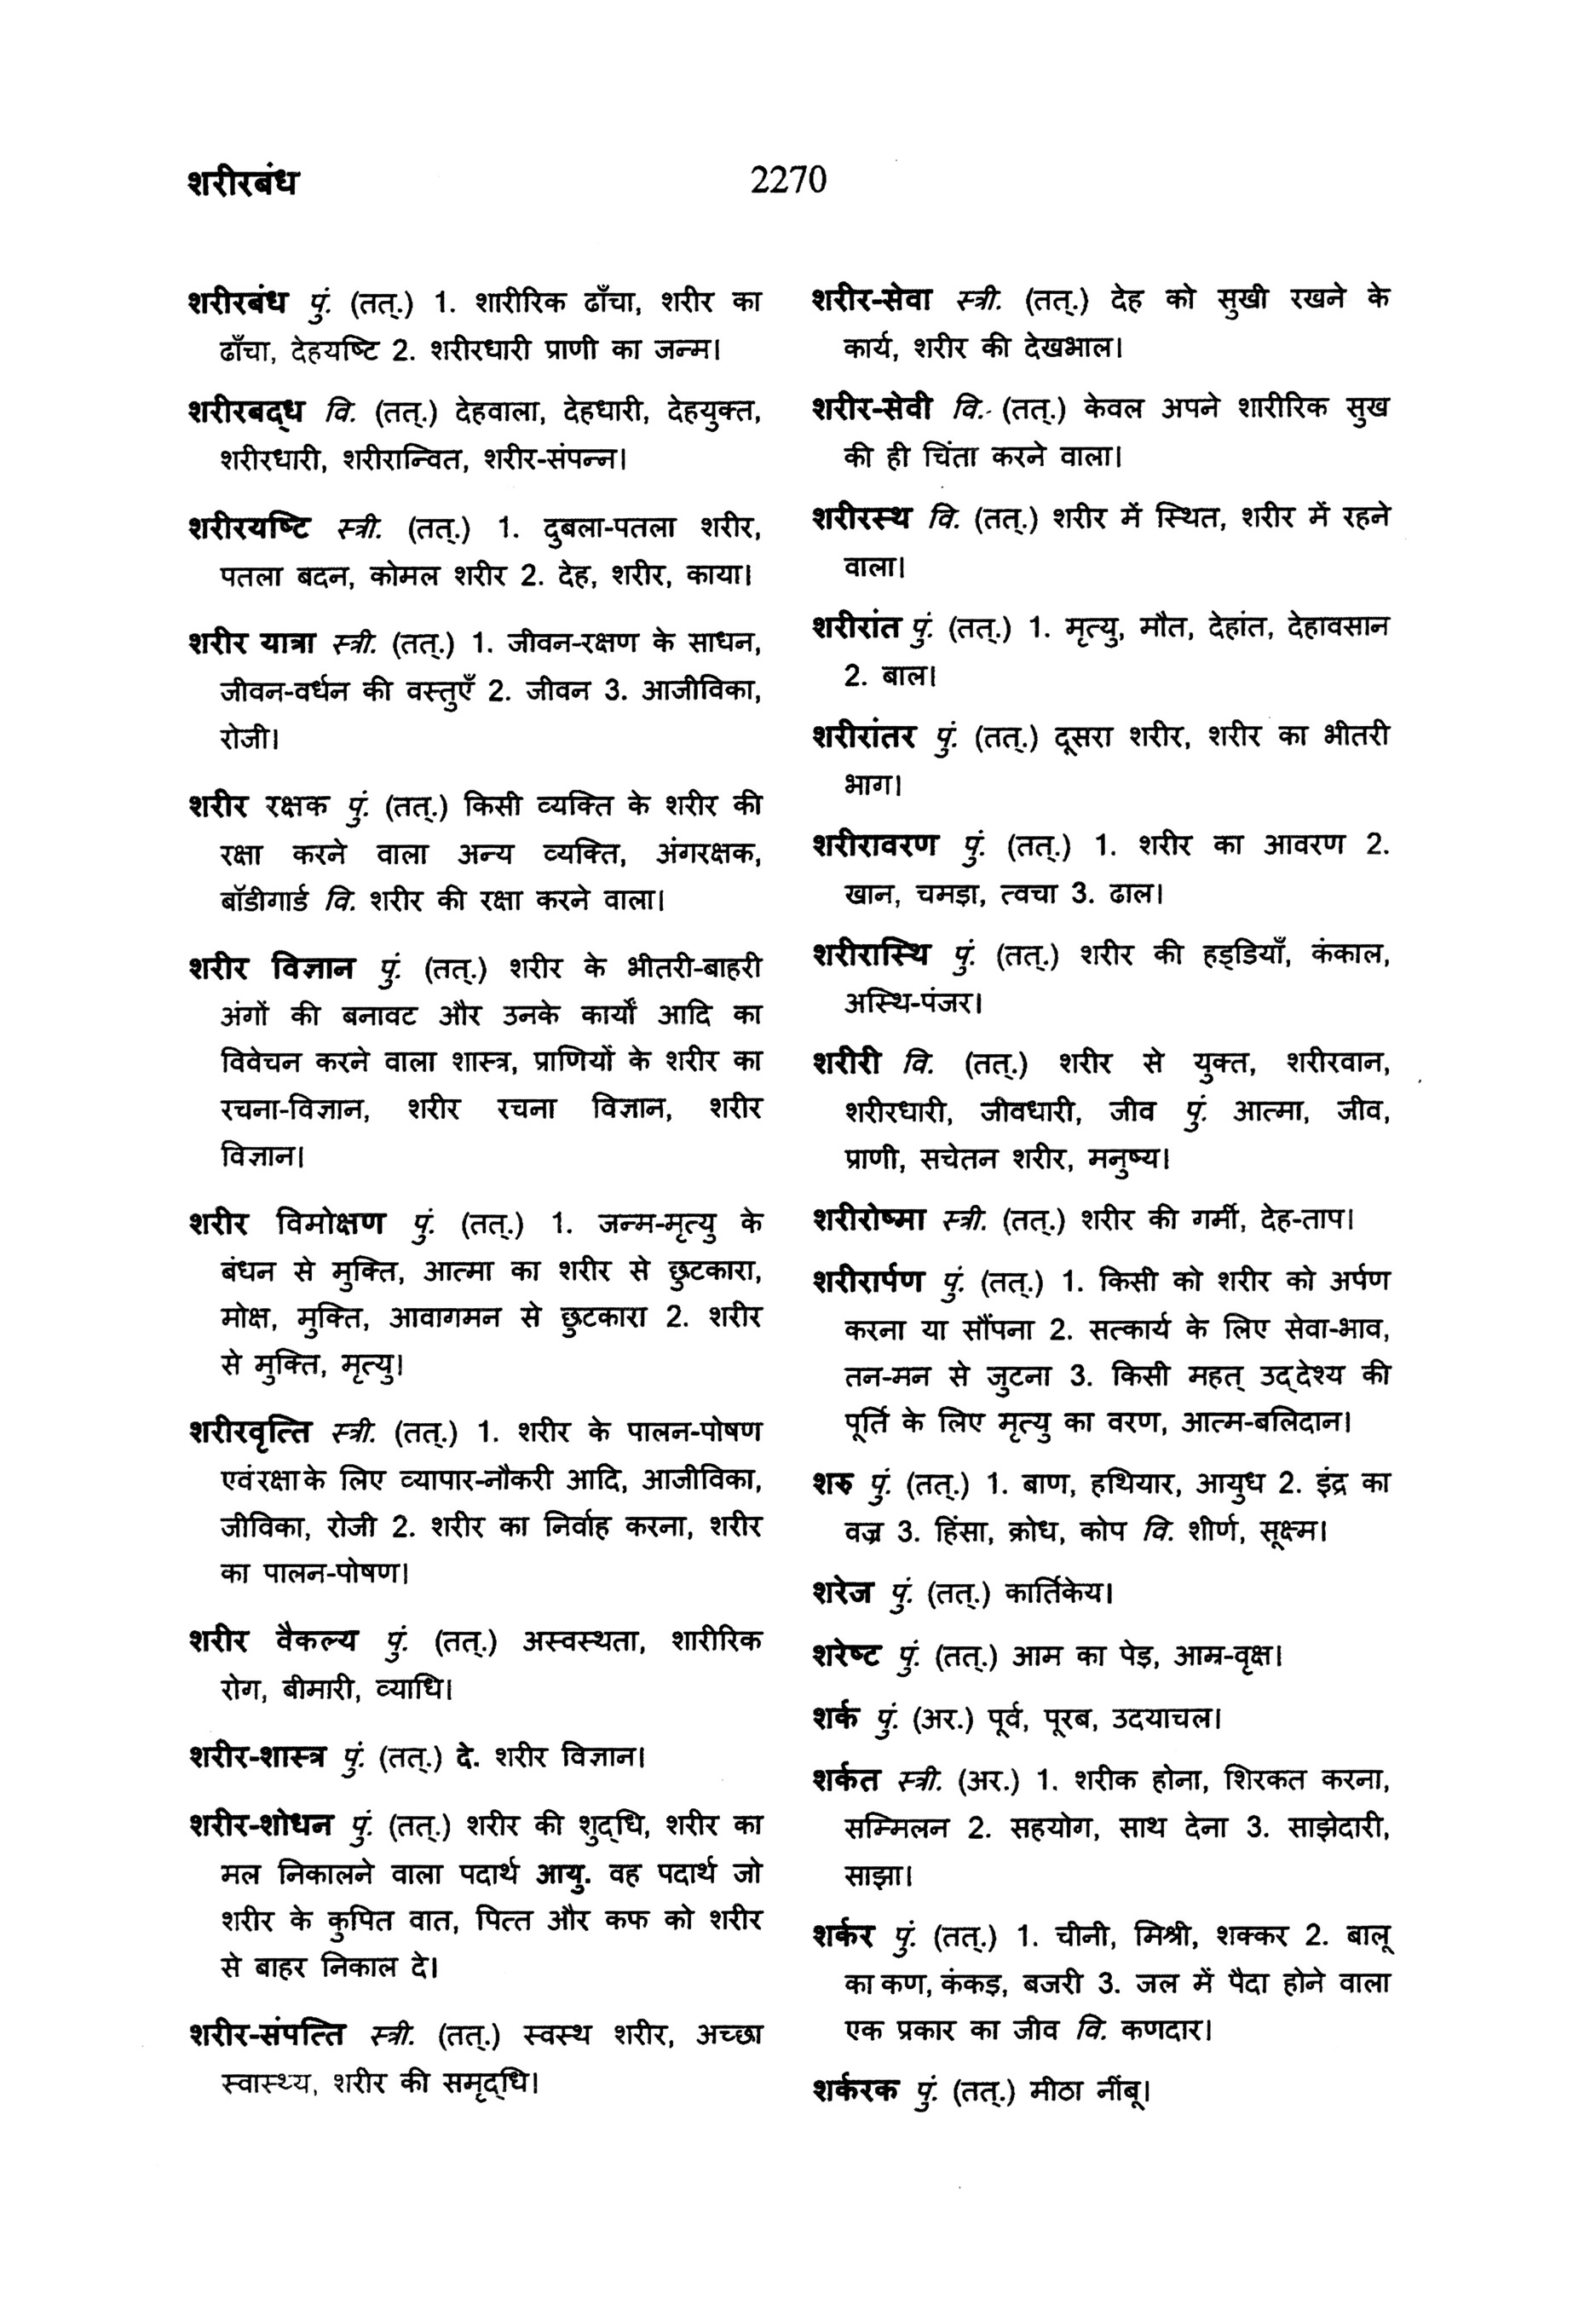 शरीरबंध
2270
शरीरबंध पुं. (तत्.) 1. शारीरिक ढाँचा, शरीर का
ढाँचा, देहयष्टि 2. शरीरधारी प्राणी का जन्म।
शरीरबद्ध वि. (तत्.) देहवाला, देहधारी, देहयुक्त,
शरीरधारी, शरीरान्वित, शरीर-संपन्न।
शरीरयष्टि स्त्री. (तत्.) 1. दुबला-पतला शरीर,
पतला बदन, कोमल शरीर 2. देह, शरीर, काया।
शरीर यात्रा स्त्री. (तत्.) 1. जीवन-रक्षण के साधन,
जीवन-वर्धन की वस्तुएँ 2. जीवन 3. आजीविका,
रोजी।
शरीर रक्षक पुं. (तत्.) किसी व्यक्ति के शरीर की
रक्षा करने वाला अन्य व्यक्ति, अंगरक्षक,
बॉडीगार्ड वि. शरीर की रक्षा करने वाला।
शरीर विज्ञान पुं. (तत्.) शरीर के भीतरी-बाहरी
अंगों की बनावट और उनके कार्यों आदि का
विवेचन करने वाला शास्त्र, प्राणियों के शरीर का
रचना-विज्ञान, शरीर रचना विज्ञान, शरीर
विज्ञान।
शरीर विमोक्षण पुं. (तत्.) 1. जन्म-मृत्यु के
बंधन से मुक्ति, आत्मा का शरीर से छुटकारा,
मोक्ष, मुक्ति, आवागमन से छुटकारा 2. शरीर
से मुक्ति, मृत्यु।
शरीरवृत्ति स्त्री. (तत्.) 1. शरीर के पालन-पोषण
एवं रक्षा के लिए व्यापार-नौकरी आदि, आजीविका,
जीविका, रोजी 2. शरीर का निर्वाह करना, शरीर
का पालन-पोषण।
शरीर वैकल्य पुं. (तत्.) अस्वस्थता, शारीरिक
रोग, बीमारी, व्याधि।
शरीर-शास्त्र पुं. (तत्.) दे. शरीर विज्ञान।
शरीर-शोधन पुं. (तत्.) शरीर की शुद्धि, शरीर का
मल निकालने वाला पदार्थ आयु. वह पदार्थ जो
शरीर के कुपित वात, पित्त और कफ को शरीर
से बाहर निकाल दे।
शरीर-संपत्ति स्त्री. (तत्.) स्वस्थ शरीर, अच्छा
स्वास्थ्य, शरीर की समृद्धि।
शरीर-सेवा स्त्री. (तत्.) देह को सुखी रखने के
कार्य, शरीर की देखभाल।
शरीर-सेवी वि. (तत्.) केवल अपने शारीरिक सुख
की ही चिंता करने वाला।
शरीरस्थ वि. (तत्.) शरीर में स्थित, शरीर में रहने
वाला।
शरीरांत पुं. (तत्.) 1. मृत्यु, मौत, देहांत, देहावसान
2. बाल।
शरीरांतर पुं. (तत्.) दूसरा शरीर, शरीर का भीतरी
भाग।
शरीरावरण पुं. (तत्.) 1. शरीर का आवरण 2.
खान, चमड़ा, त्वचा 3. ढाल।
शरीरास्थि पुं. (तत्.) शरीर की हड्डियाँ, कंकाल,
अस्थि-पंजर।
शरीरी वि. (तत्.) शरीर से युक्त, शरीरवान,
शरीरधारी, जीवधारी, जीव पुं. आत्मा, जीव,
प्राणी, सचेतन शरीर, मनुष्य।
शरीरोष्मा स्त्री. (तत्.) शरीर की गर्मी, देह-ताप।
शरीरार्पण पुं. (तत्.) 1. किसी को शरीर को अर्पण
करना या सौंपना 2. सत्कार्य के लिए सेवा-भाव,
तन-मन से जुटना 3. किसी महत् उद्देश्य की
पूर्ति के लिए मृत्यु का वरण, आत्म-बलिदान।
शरु पुं. (तत्.) 1. बाण, हथियार, आयुध 2. इंद्र का
वज्र 3. हिंसा, क्रोध, कोप वि. शीर्ण, सूक्ष्म।
शरेज पुं. (तत्.) कार्तिकेय।
शरेष्ट पुं. (तत्.) आम का पेड़, आम्र-वृक्ष।
शर्क पुं. (अर.) पूर्व, पूरब, उदयाचल।
शर्कत स्त्री. (अर.) 1. शरीक होना, शिरकत करना,
सम्मिलन 2. सहयोग, साथ देना 3. साझेदारी,
साझा।
शर्कर पुं. (तत्.) 1. चीनी, मिश्री, शक्कर 2. बालू
का कण, कंकड़, बजरी 3. जल में पैदा होने वाला
एक प्रकार का जीव वि. कणदार।
शर्करक पुं. (तत्.) मीठा नींबू।